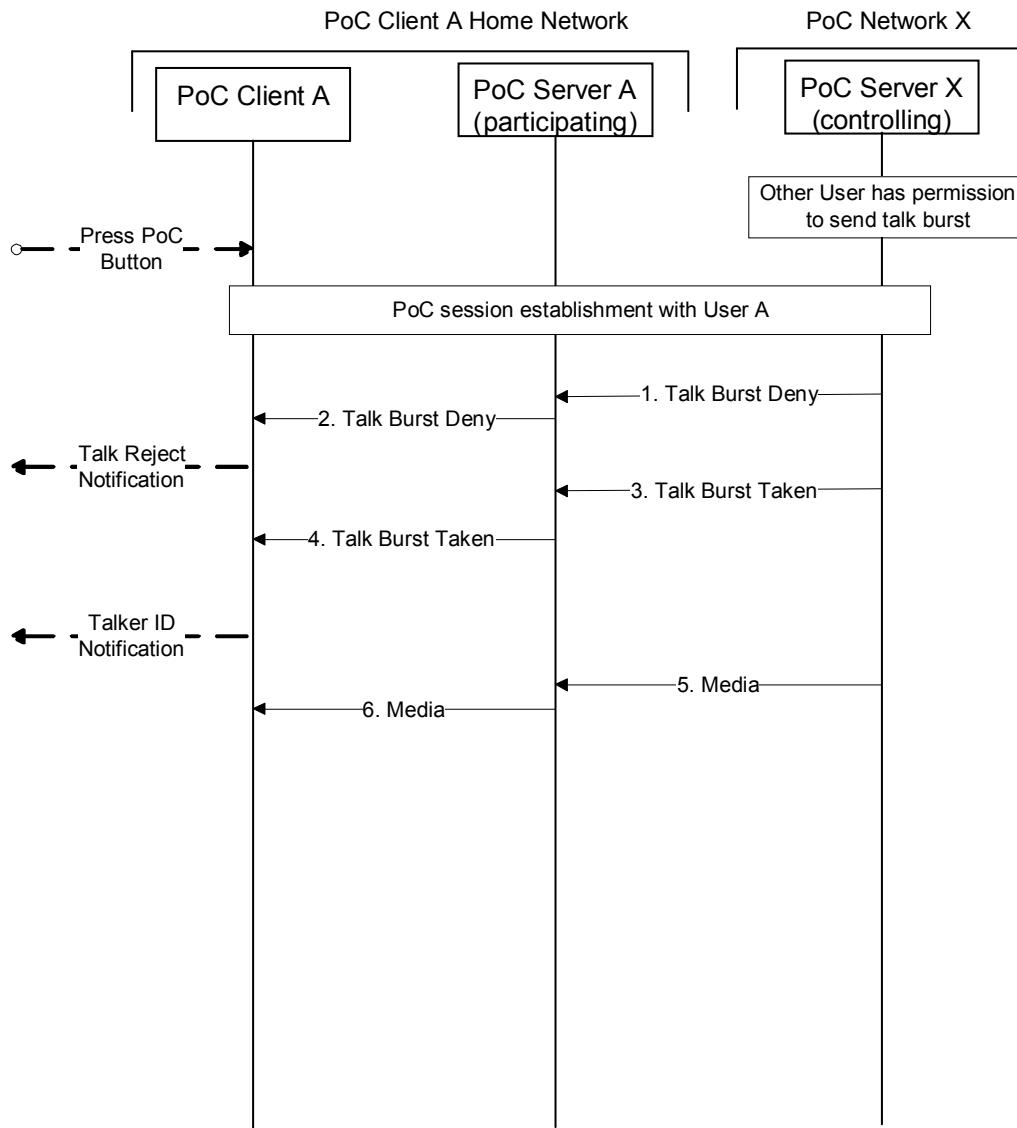 PoC Client A Home Network
PoC Network X
PoC Client A
PoC Server A
(participating)
PoC Server X
(controlling)
Other User has permission
to send talk burst
Press PoC
Button
PoC session establishment with User A
1. Talk Burst Deny
2. Talk Burst Deny
Talk Reject
Notification
3. Talk Burst Taken
4. Talk Burst Taken
Talker ID
Notification
5. Media
6. Media